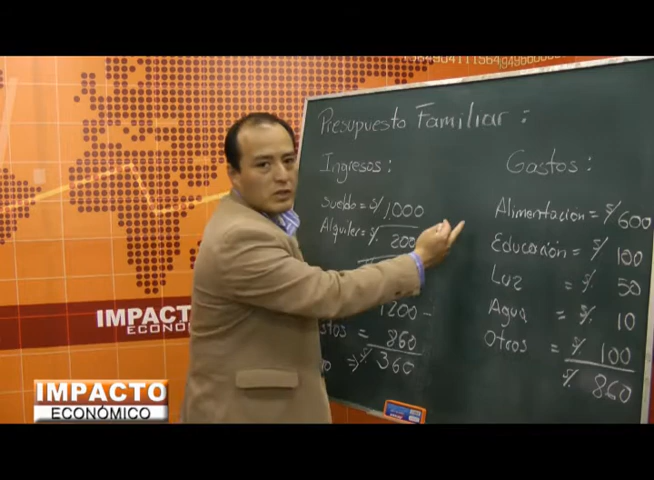 Presupuesto Familiar :
Ingresos :
Sueldo = S/ 1,000
Alquiler = S/. 200
1200 -
= 860
=> S/ 360
Gastos :
Alimentación = S/ 600
Educación = S/ 100
Luz = S/. 50
Agua = S/. 10
Otros = S/. 100
S/. 860
IMPACTO
ECONÓMICO
IMPACTO
ECONÓMICO